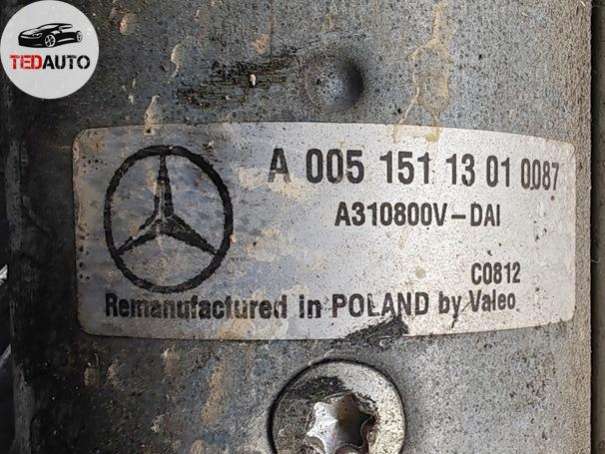 TEDAUTO
A 005 151 13 01 0087
A310800V-DAI
C0812
Remanufactured in POLAND by Valeo